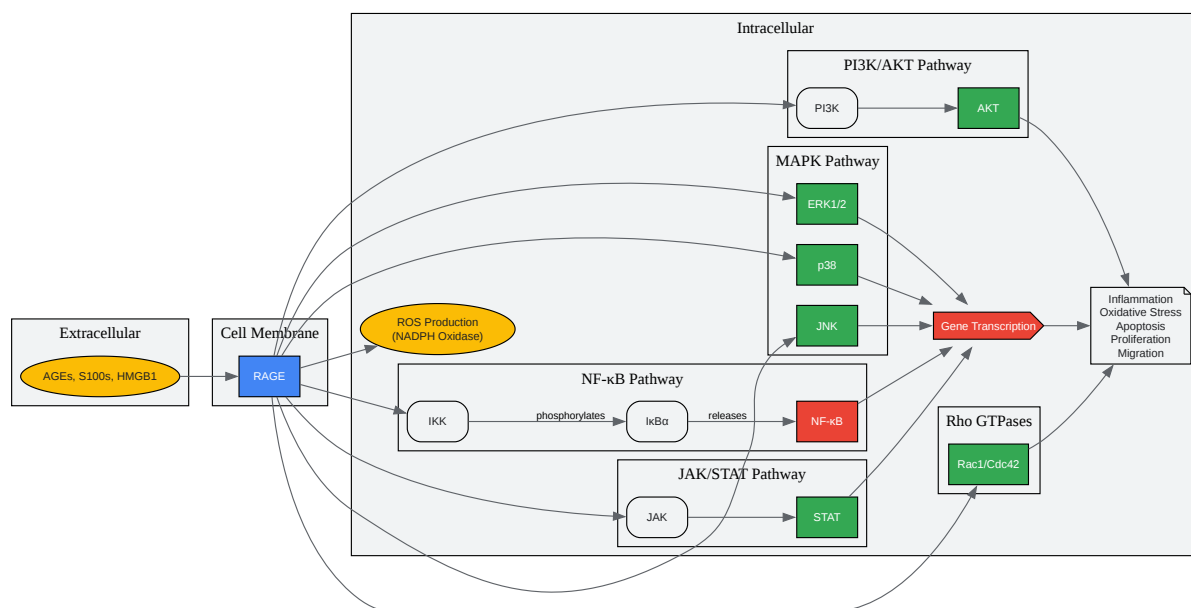 Intracellular
PI3K/AKT Pathway
PI3K
AKT
MAPK Pathway
ERK1/2
p38
JNK
Extracellular
AGEs, S100s, HMGB1
Cell Membrane
RAGE
ROS Production
(NADPH Oxidase)
Gene Transcription
Inflammation
Oxidative Stress
Apoptosis
Proliferation
Migration
NF-κB Pathway
IKK
phosphorylates
IκBα
releases
NF-κB
Rho GTPases
Rac1/Cdc42
JAK/STAT Pathway
JAK
STAT